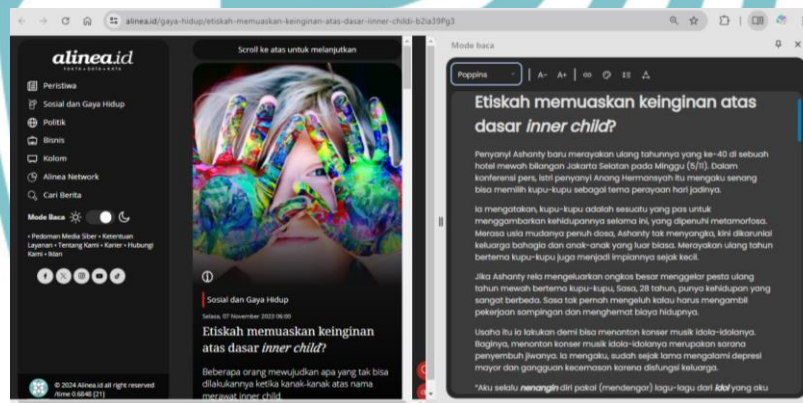 alinea.id/gaya-hidup/etiskah-memuaskan-keinginan-atas-dasar-inner-childi-b2ia39Pg3
alinea.id
FACTA • DATA • KATA
Peristiwa
Sosial dan Gaya Hidup
Politik
Bisnis
Kolom
Alinea Network
Cari Berita
Mode Baca
• Pedoman Media Siber • Ketentuan
Layanan • Tentang Kami • Karier • Hubungi
Kami • Iklan
© 2024 Alinea.id all right reserved
/time 0.6848 [21]
Scroll ke atas untuk melanjutkan
Sosial dan Gaya Hidup
Selasa, 07 November 2023 06:00
Etiskah memuaskan keinginan
atas dasar inner child?
Beberapa orang mewujudkan apa yang tak bisa
dilakukannya ketika kanak-kanak atas nama
merawat inner child.
Mode baca
Poppins
A- A+
Etiskah memuaskan keinginan atas
dasar inner child?
Penyanyi Ashanty baru merayakan ulang tahunnya yang ke-40 di sebuah
hotel mewah bilangan Jakarta Selatan pada Minggu (5/11). Dalam
konferensi pers, istri penyanyi Anang Hermansyah itu mengaku senang
bisa memilih kupu-kupu sebagai tema perayaan hari jadinya.
Ia mengatakan, kupu-kupu adalah sesuatu yang pas untuk
menggambarkan kehidupannya selama ini, yang dipenuhi metamorfosa.
Merasa usia mudanya penuh dosa, Ashanty tak menyangka, kini dikaruniai
keluarga bahagia dan anak-anak yang luar biasa. Merayakan ulang tahun
bertema kupu-kupu juga menjadi impiannya sejak kecil.
Jika Ashanty rela mengeluarkan ongkos besar menggelar pesta ulang
tahun mewah bertema kupu-kupu, Sasa, 28 tahun, punya kehidupan yang
sangat berbeda. Sasa tak pernah mengeluh kalau harus mengambil
pekerjaan sampingan dan menghemat biaya hidupnya.
Usaha itu ia lakukan demi bisa menonton konser musik idola-idolanya.
Baginya, menonton konser musik idola-idolanya merupakan sarana
penyembuh jiwanya. Ia mengaku, sudah sejak lama mengalami depresi
mayor dan gangguan kecemasan karena disfungsi keluarga.
"Aku selalu nenangin diri pakai (mendengar) lagu-lagu dari idol yang aku